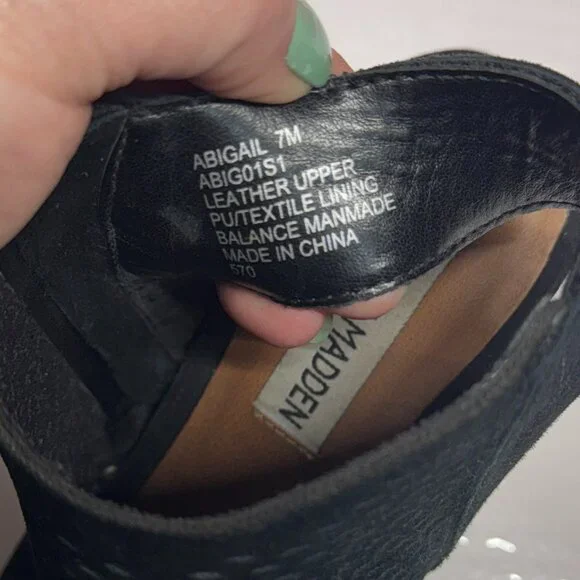 ABIGAIL 7M
ABIG01S1
LEATHER UPPER
PU/TEXTILE LINING
BALANCE MANMADE
MADE IN CHINA
570
MADDEN